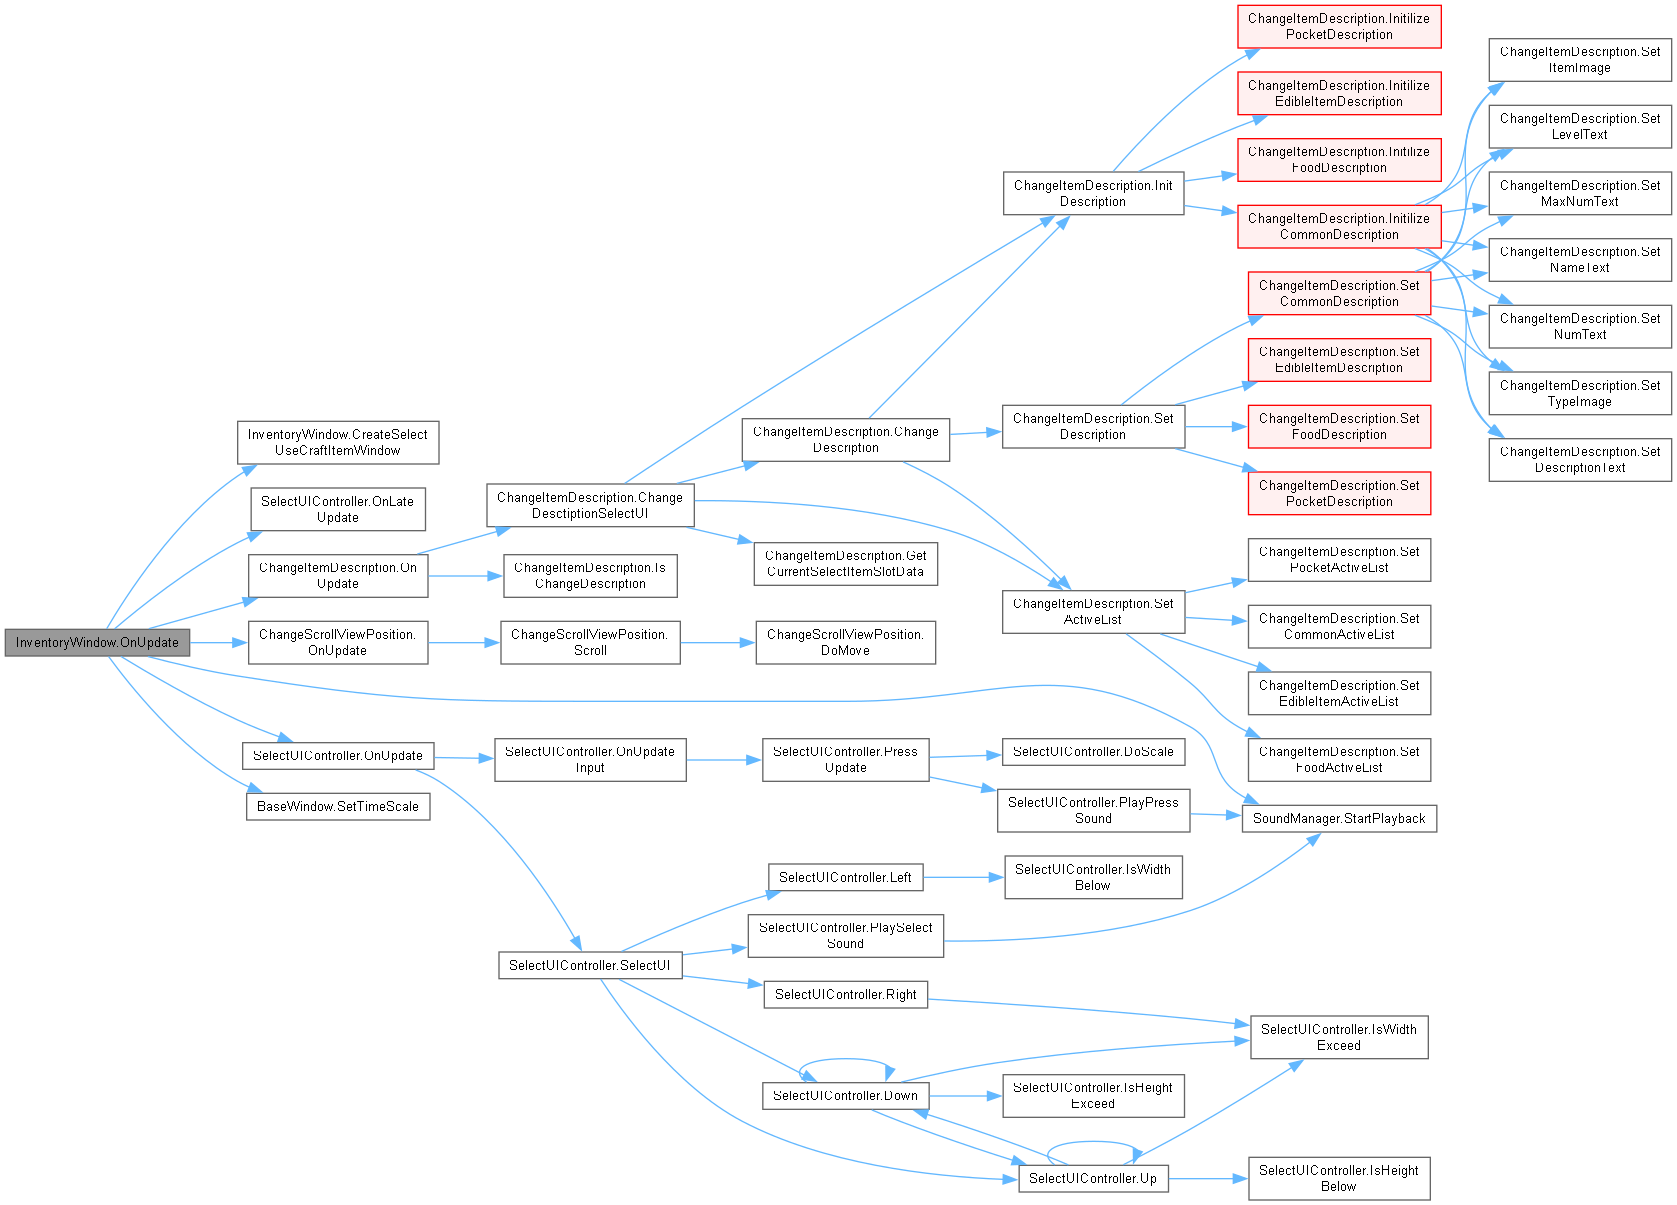 InventoryWindow.OnUpdate
InventoryWindow.CreateSelect
UseCraftItemWindow
SelectUIController.OnLate
Update
ChangeItemDescription.On
Update
ChangeScrollViewPosition.
OnUpdate
SelectUIController.OnUpdate
BaseWindow.SetTimeScale
ChangeItemDescription.Change
DesctiptionSelectUI
ChangeItemDescription.Is
ChangeDescription
ChangeScrollViewPosition.
Scroll
SelectUIController.OnUpdate
Input
SelectUIController.SelectUI
ChangeItemDescription.Change
Description
ChangeItemDescription.Get
CurrentSelectItemSlotData
ChangeScrollViewPosition.
DoMove
SelectUIController.Press
Update
SelectUIController.Left
SelectUIController.PlaySelect
Sound
SelectUIController.Right
SelectUIController.Down
ChangeItemDescription.Init
Description
ChangeItemDescription.Set
Description
ChangeItemDescription.Set
ActiveList
SelectUIController.DoScale
SelectUIController.PlayPress
Sound
SelectUIController.IsWidth
Below
SelectUIController.IsHeight
Exceed
SelectUIController.Up
ChangeItemDescription.Initilize
PocketDescription
ChangeItemDescription.Initilize
EdibleItemDescription
ChangeItemDescription.Initilize
FoodDescription
ChangeItemDescription.Initilize
CommonDescription
ChangeItemDescription.Set
CommonDescription
ChangeItemDescription.Set
EdibleItemDescription
ChangeItemDescription.Set
FoodDescription
ChangeItemDescription.Set
PocketDescription
ChangeItemDescription.Set
PocketActiveList
ChangeItemDescription.Set
CommonActiveList
ChangeItemDescription.Set
EdibleItemActiveList
ChangeItemDescription.Set
FoodActiveList
SoundManager.StartPlayback
SelectUIController.IsWidth
Exceed
SelectUIController.IsHeight
Below
ChangeItemDescription.Set
ItemImage
ChangeItemDescription.Set
LevelText
ChangeItemDescription.Set
MaxNumText
ChangeItemDescription.Set
NameText
ChangeItemDescription.Set
NumText
ChangeItemDescription.Set
TypeImage
ChangeItemDescription.Set
DescriptionText